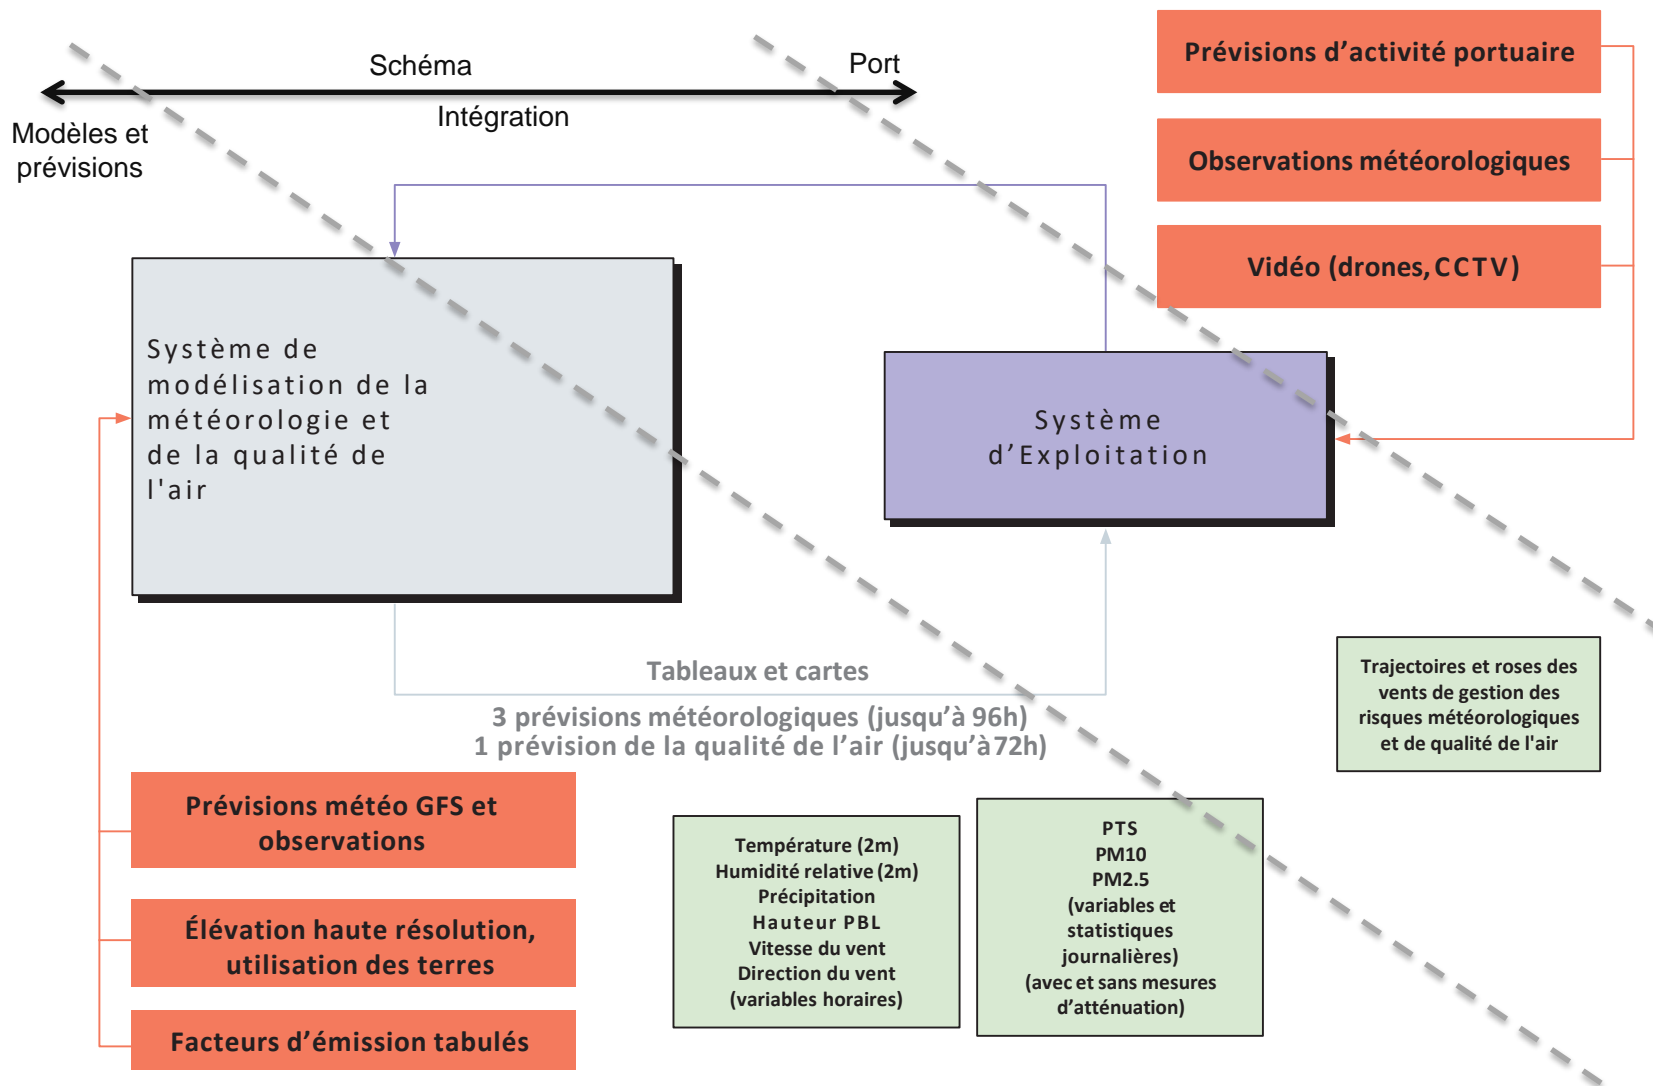 Schéma
Port
Intégration
Modèles et
prévisions
Prévisions d’activité portuaire
Observations météorologiques
Vidéo (drones, CCTV)
Système de
modélisation de la
météorologie et
de la qualité de
l'air
Système
d’Exploitation
Tableaux et cartes
3 prévisions météorologiques (jusqu’à 96h)
1 prévision de la qualité de l’air (jusqu’à 72h)
Trajectoires et roses des
vents de gestion des
risques météorologiques
et de qualité de l'air
Prévisions météo GFS et
observations
Élévation haute résolution,
utilisation des terres
Facteurs d’émission tabulés
Température (2m)
Humidité relative (2m)
Précipitation
Hauteur PBL
Vitesse du vent
Direction du vent
(variables horaires)
PTS
PM10
PM2.5
(variables et
statistiques
journalières)
(avec et sans mesures
d’atténuation)